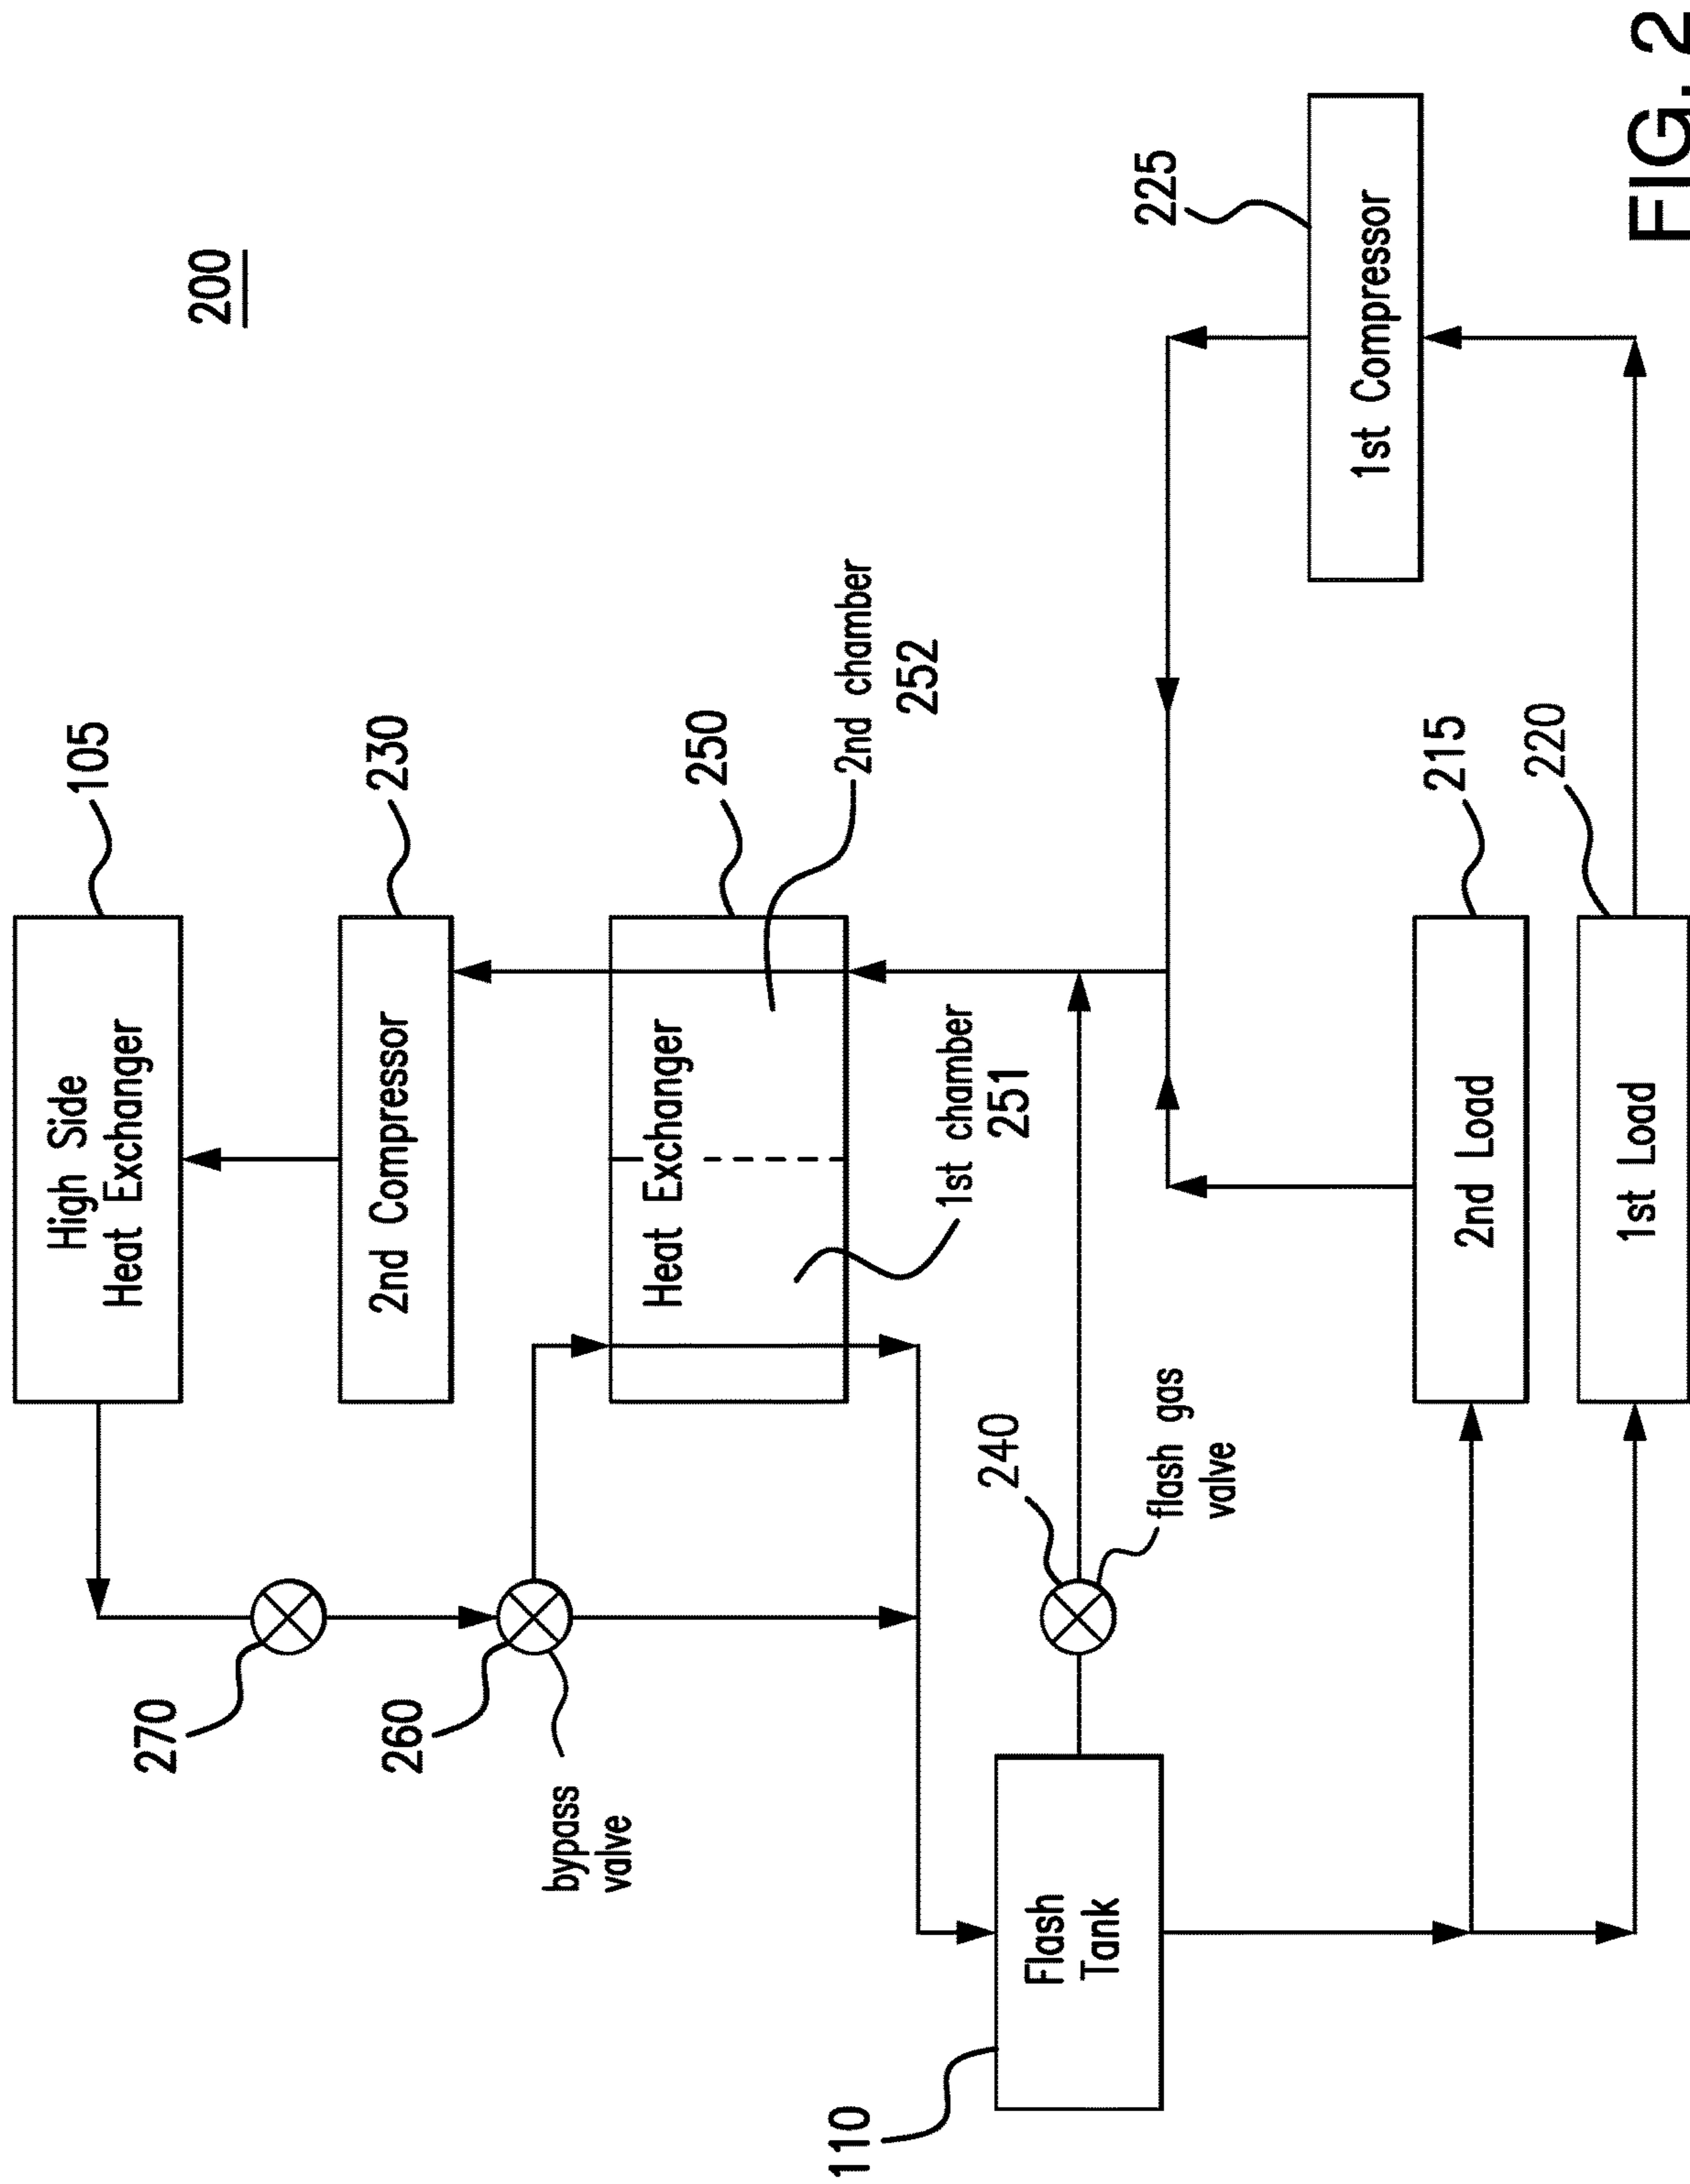 200
High Side
Heat Exchanger
105
2nd Compressor
230
Heat Exchanger
250
2nd chamber
252
1st chamber
251
270
260
bypass
valve
240
flash gas
valve
Flash
Tank
110
1st Compressor
225
2nd Load
215
1st Load
220
FIG. 2